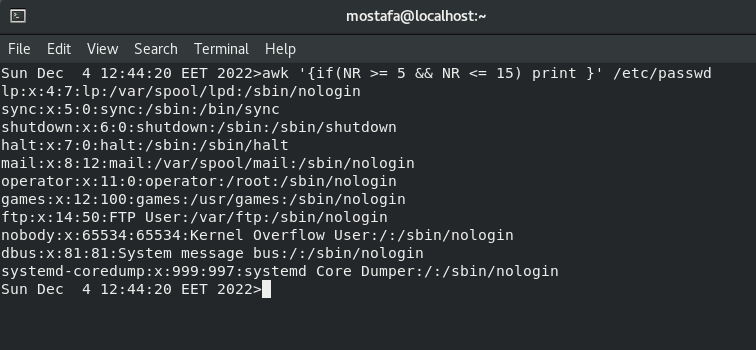 mostafa@localhost:~
File Edit View Search Terminal Help
Sun Dec  4 12:44:20 EET 2022>awk '{if(NR >= 5 && NR <= 15) print }' /etc/passwd
lp:x:4:7:lp:/var/spool/lpd:/sbin/nologin
sync:x:5:0:sync:/sbin:/bin/sync
shutdown:x:6:0:shutdown:/sbin:/sbin/shutdown
halt:x:7:0:halt:/sbin:/sbin/halt
mail:x:8:12:mail:/var/spool/mail:/sbin/nologin
operator:x:11:0:operator:/root:/sbin/nologin
games:x:12:100:games:/usr/games:/sbin/nologin
ftp:x:14:50:FTP User:/var/ftp:/sbin/nologin
nobody:x:65534:65534:Kernel Overflow User:/:/sbin/nologin
dbus:x:81:81:System message bus:/:/sbin/nologin
systemd-coredump:x:999:997:systemd Core Dumper:/:/sbin/nologin
Sun Dec  4 12:44:20 EET 2022>